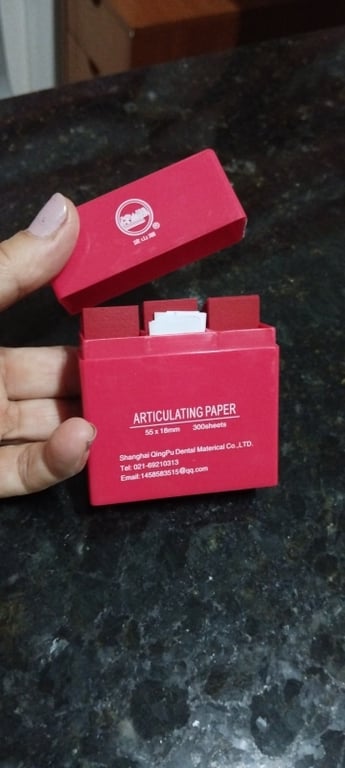 ARTICULATING PAPER
55 x 18mm 300sheets
Shanghai QingPu Dental Materical Co.,LTD.
Tel: 021-69210313
Email:1458583515@qq.com